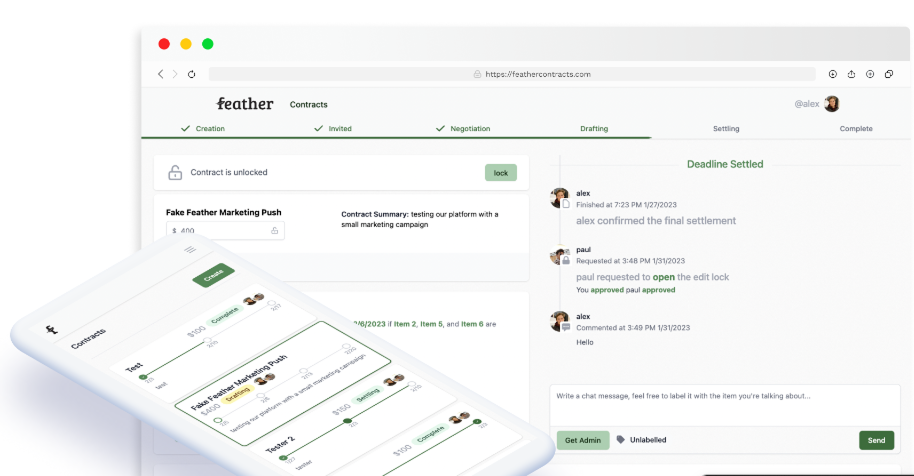 https://feathercontracts.com
feather Contracts
@alex
Creation
Invited
Negotiation
Drafting
Settling
Complete
Contract is unlocked
lock
Fake Feather Marketing Push
$ 400
Contract Summary: testing our platform with a
small marketing campaign
/6/2023 if Item 2, Item 5, and Item 6 are
Deadline Settled
alex
Finished at 7:23 PM 1/27/2023
alex confirmed the final settlement
paul
Requested at 3:48 PM 1/31/2023
paul requested to open the edit lock
You approved paul approved
alex
Commented at 3:49 PM 1/31/2023
Hello
Write a chat message, feel free to label it with the item you're talking about...
Get Admin
Unlabelled
Send
Create
Contracts
Test
$100
Complete
2/17
test
Fake Feather Marketing Push
$400
Drafting
testing our platform with a small marketing campaign
Tester 2
$150
Settling
tester
$100
Complete